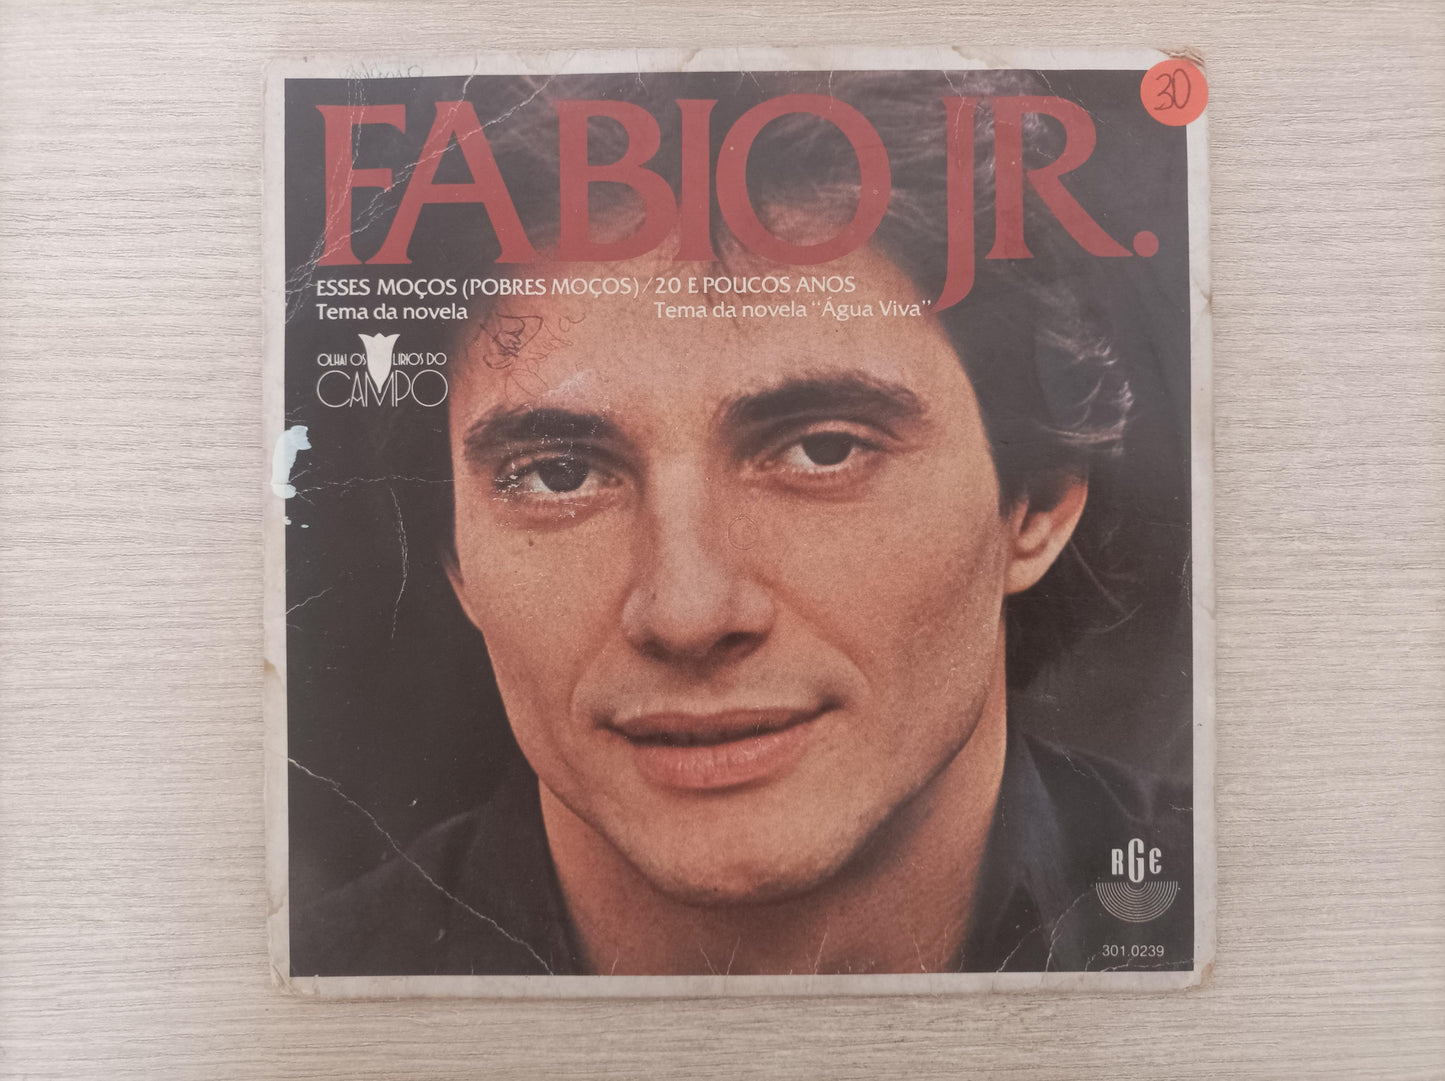 30
FABIO JR.
ESSES MOÇOS (POBRES MOÇOS) / 20 E POUCOS ANOS
Tema da novela Tema da novela “Água Viva”
OLHAI OS LÍRIOS DO
CAMPO
RGE
301.0239